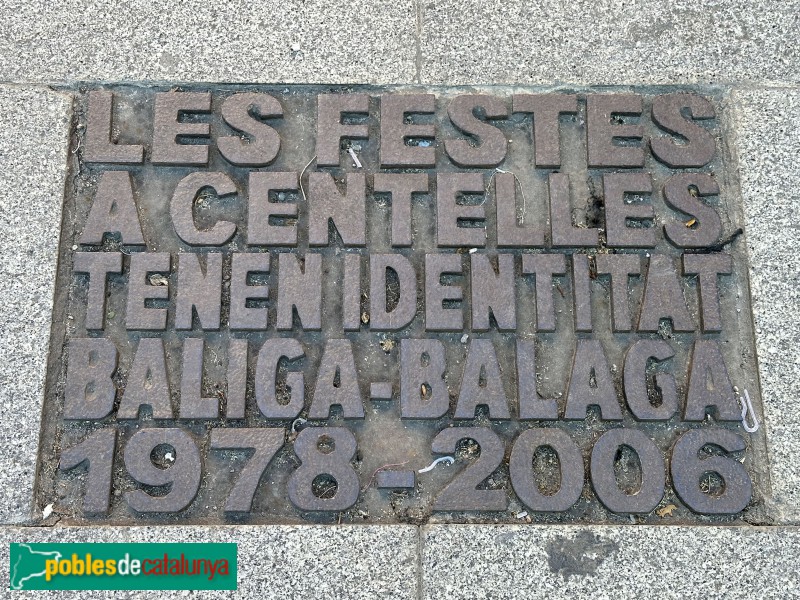 LES FESTES
A CENTELLES
TENEN IDENTITAT
BALIGA-BALAGA
1978-2006
poblesdecatalunya